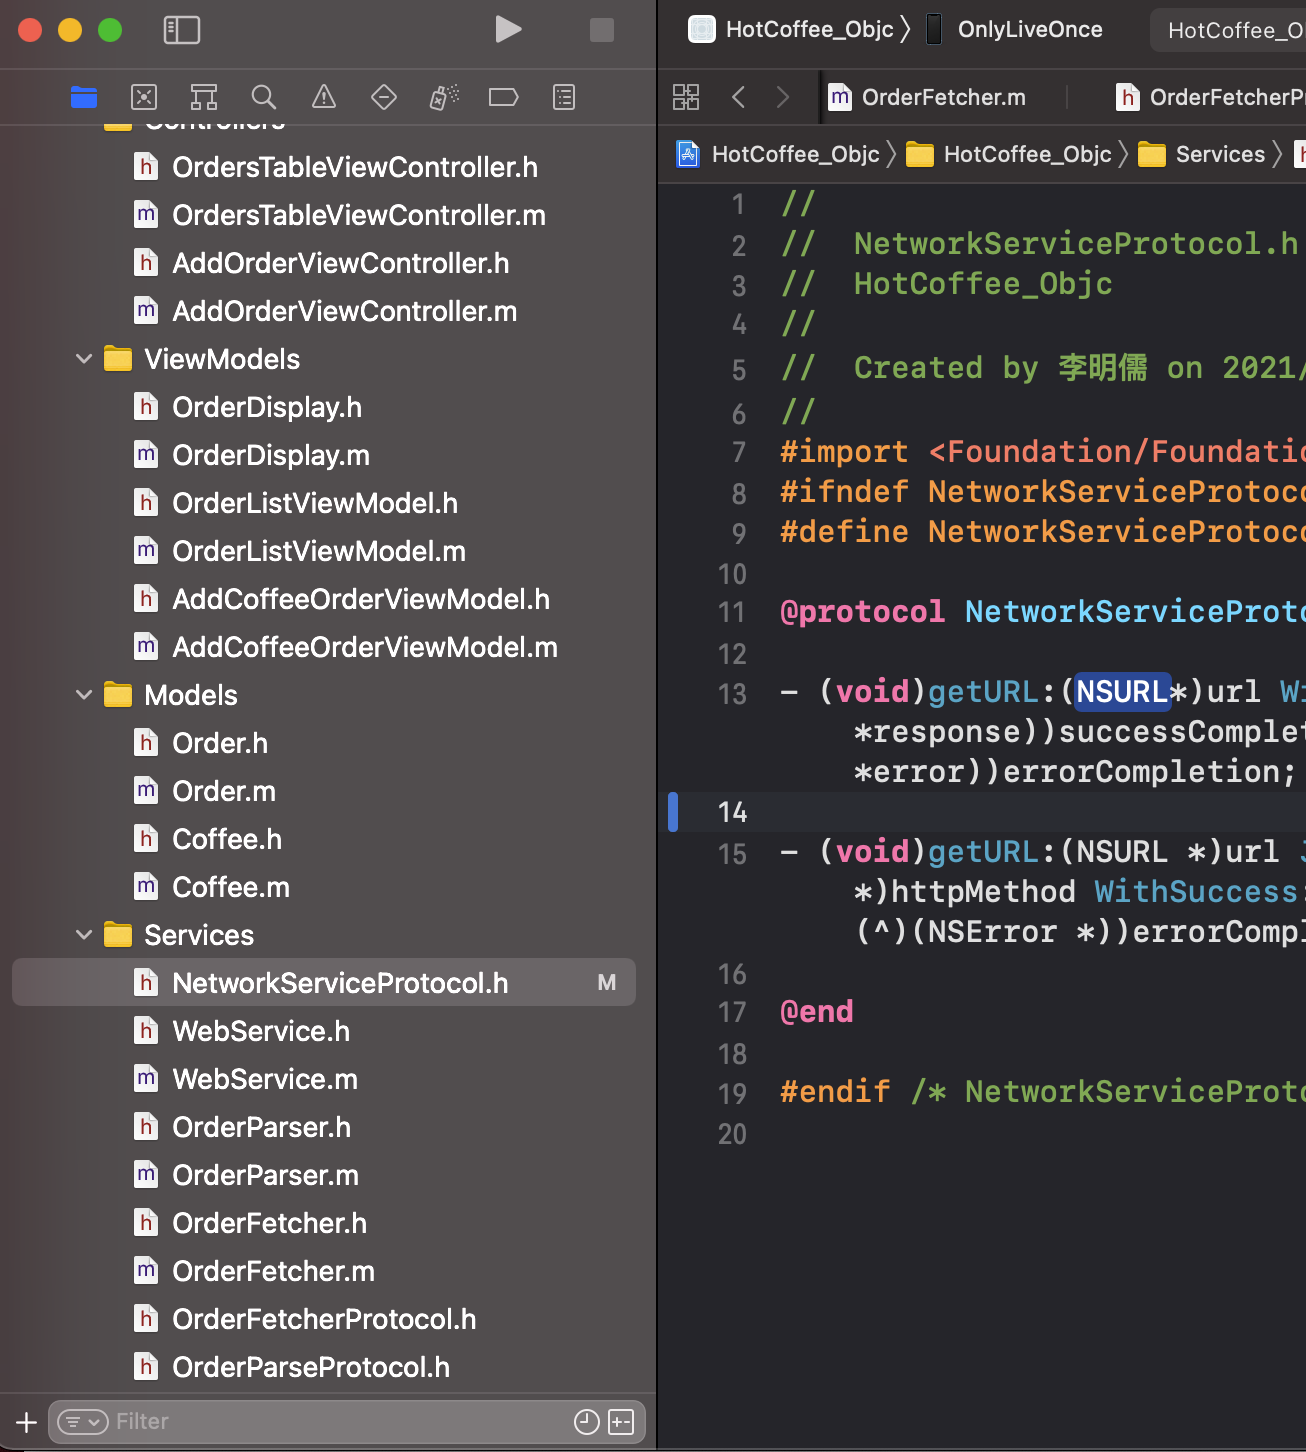 HotCoffee_Objc
OnlyLiveOnce
HotCoffee_O
OrderFetcher.m
OrderFetcherP
HotCoffee_Objc
HotCoffee_Objc
Services
h
Controllers
h OrdersTableViewController.h
m OrdersTableViewController.m
h AddOrderViewController.h
m AddOrderViewController.m
ViewModels
h OrderDisplay.h
m OrderDisplay.m
h OrderListViewModel.h
m OrderListViewModel.m
h AddCoffeeOrderViewModel.h
m AddCoffeeOrderViewModel.m
Models
h Order.h
m Order.m
h Coffee.h
m Coffee.m
Services
h NetworkServiceProtocol.h M
h WebService.h
m WebService.m
h OrderParser.h
m OrderParser.m
h OrderFetcher.h
m OrderFetcher.m
h OrderFetcherProtocol.h
h OrderParseProtocol.h
Filter
1 //
2 // NetworkServiceProtocol.h
3 // HotCoffee_Objc
4 //
5 // Created by 李明儒 on 2021/
6 //
7 #import <Foundation/Foundatio
8 #ifndef NetworkServiceProtoco
9 #define NetworkServiceProtoco
10
11 @protocol NetworkServiceProto
12
13 - (void)getURL:(NSURL*)url Wi
*response))successComplet
*error))errorCompletion;
14
15 - (void)getURL:(NSURL *)url J
*)httpMethod WithSuccess:
(^)(NSError *))errorCompl
16
17 @end
18
19 #endif /* NetworkServiceProto
20